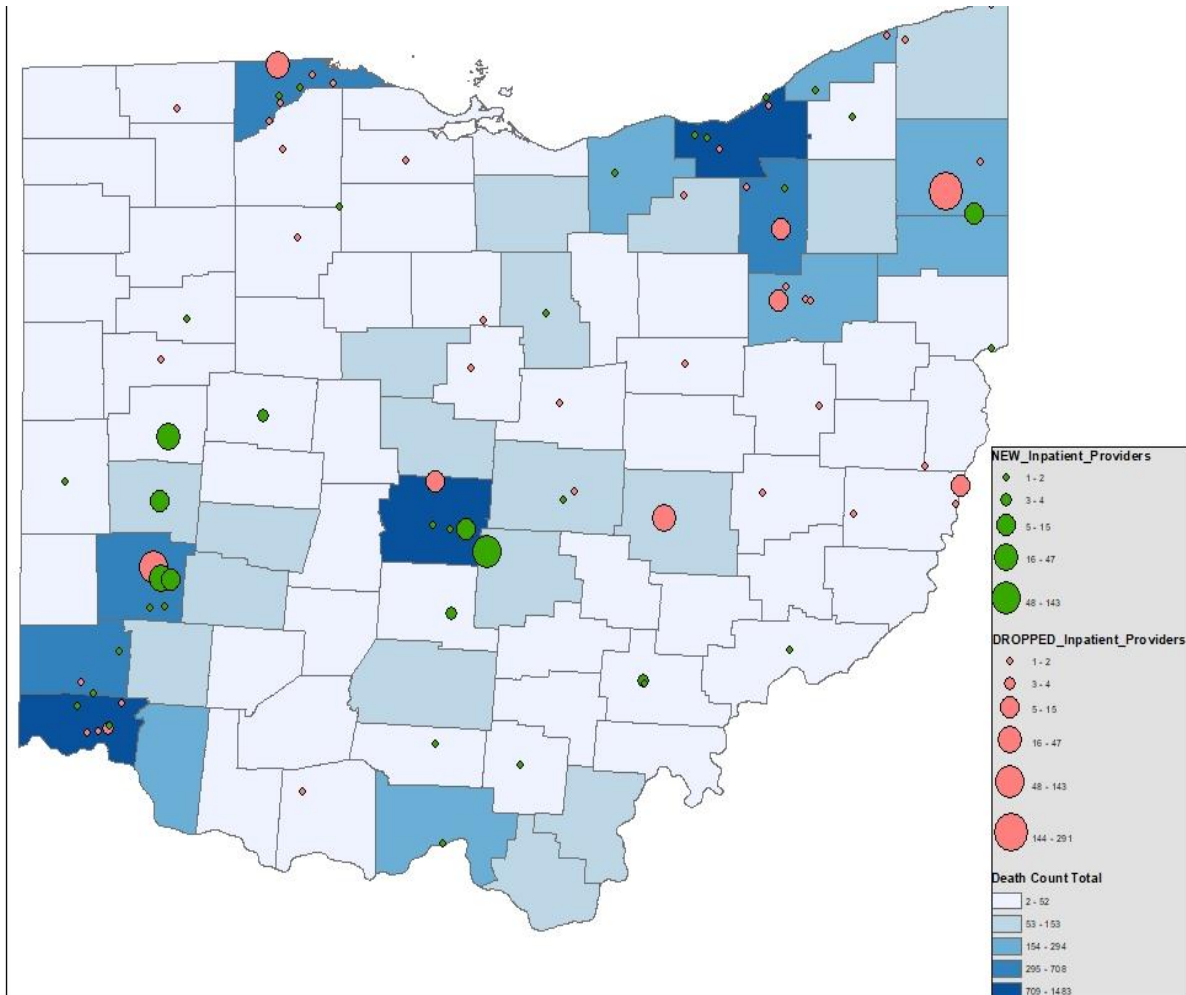 NEW_Inpatient_Providers
1 - 2
3 - 4
5 - 15
16 - 47
48 - 143
DROPPED_Inpatient_Providers
1 - 2
3 - 4
5 - 15
16 - 47
48 - 143
144 - 291
Death Count Total
2 - 52
53 - 153
154 - 294
295 - 708
709 - 1483